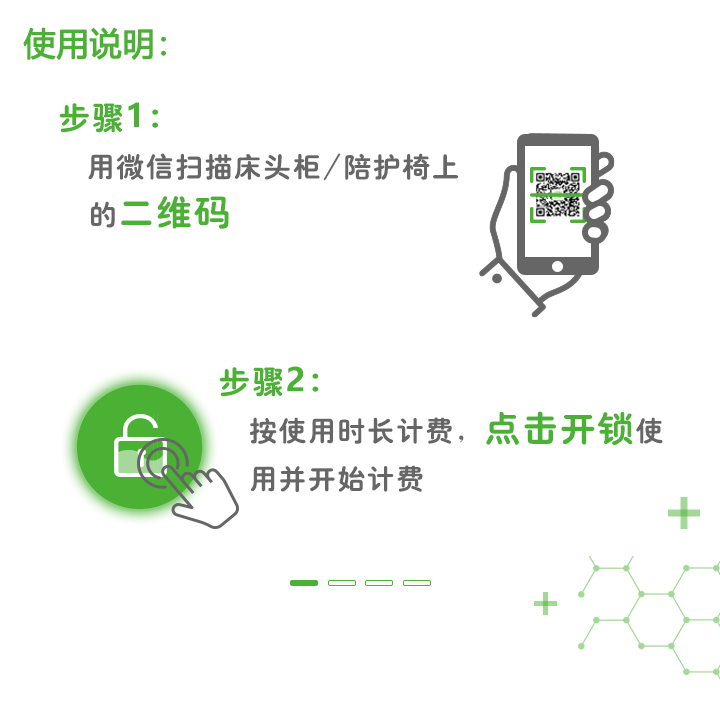 使用说明：
步骤1：
用微信扫描床头柜/陪护椅上
的二维码
步骤2：
按使用时长计费，点击开锁使
用并开始计费